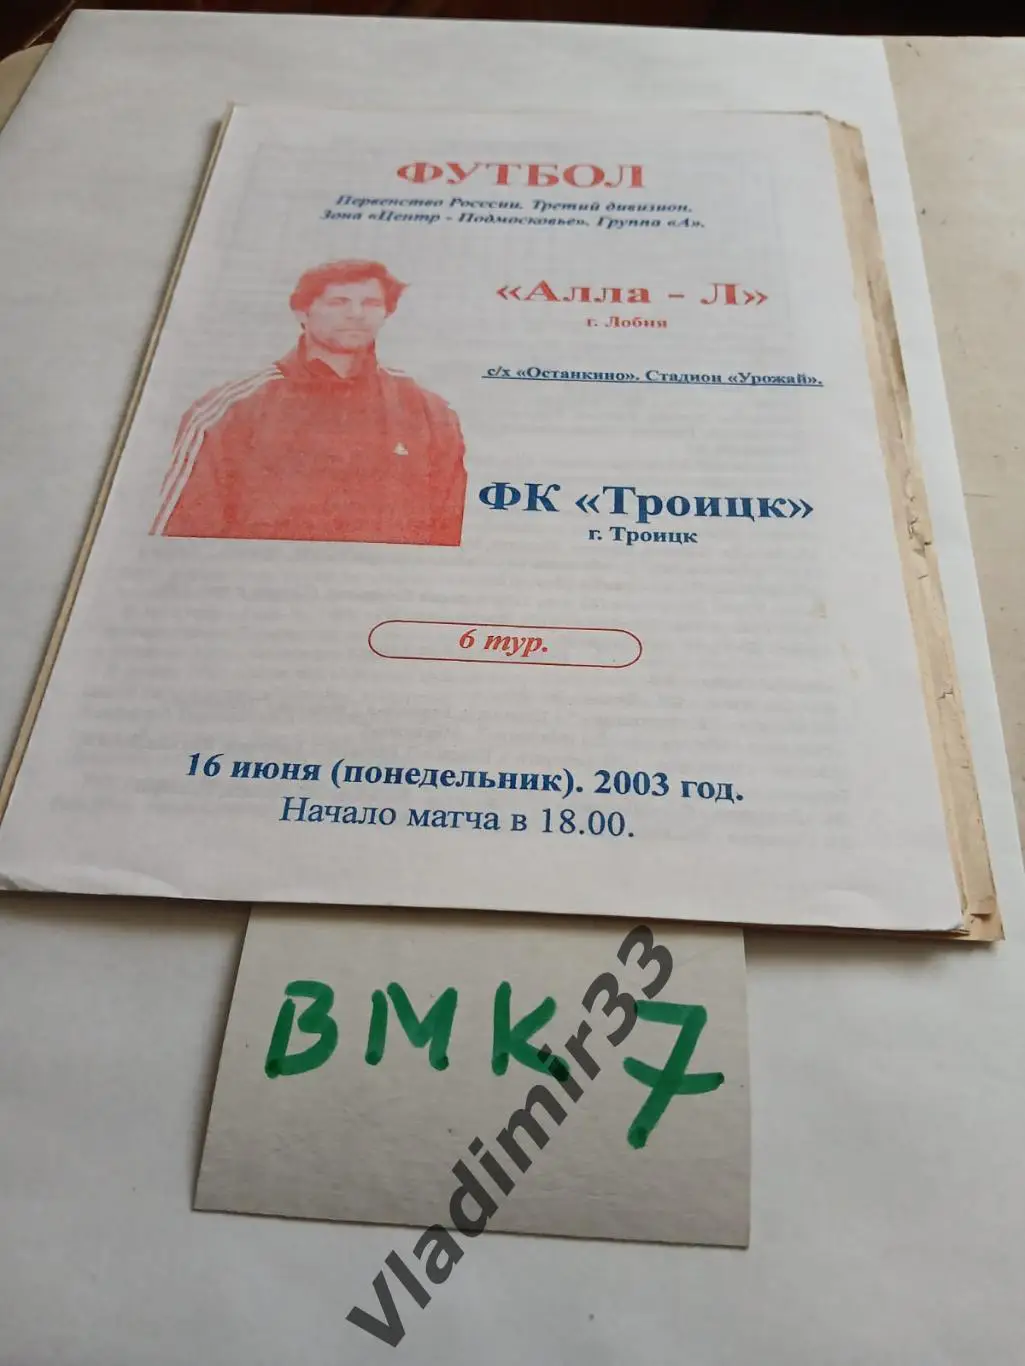 ФУТБОЛ
Первенство Росссии. Третий дивизион.
Зона «Центр - Подмосковье». Группа «А».
«Алла - Л»
г. Лобня
с/х «Останкино». Стадион «Урожай».
ФК «Троицк»
г. Троицк
6 тур.
16 июня (понедельник). 2003 год.
Начало матча в 18.00.
ВМК 7
Vladimir33